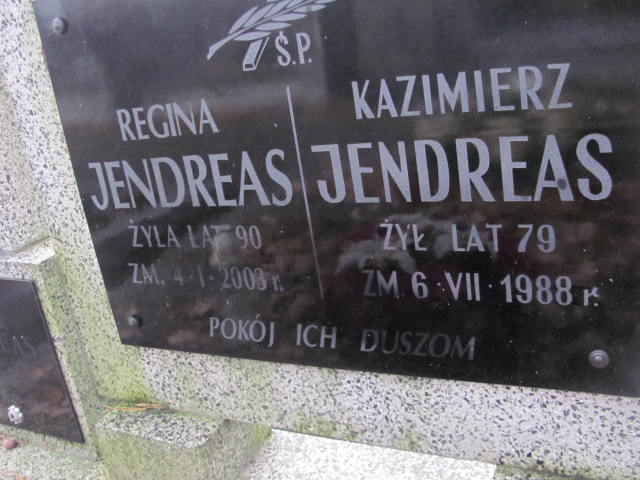 Ś.P.
REGINA
JENDREAS
ŻYŁA LAT 90
ZM. 4·I·2003 r.
KAZIMIERZ
JENDREAS
ŻYŁ LAT 79
ZM 6·VII·1988 r.
POKÓJ ICH DUSZOM